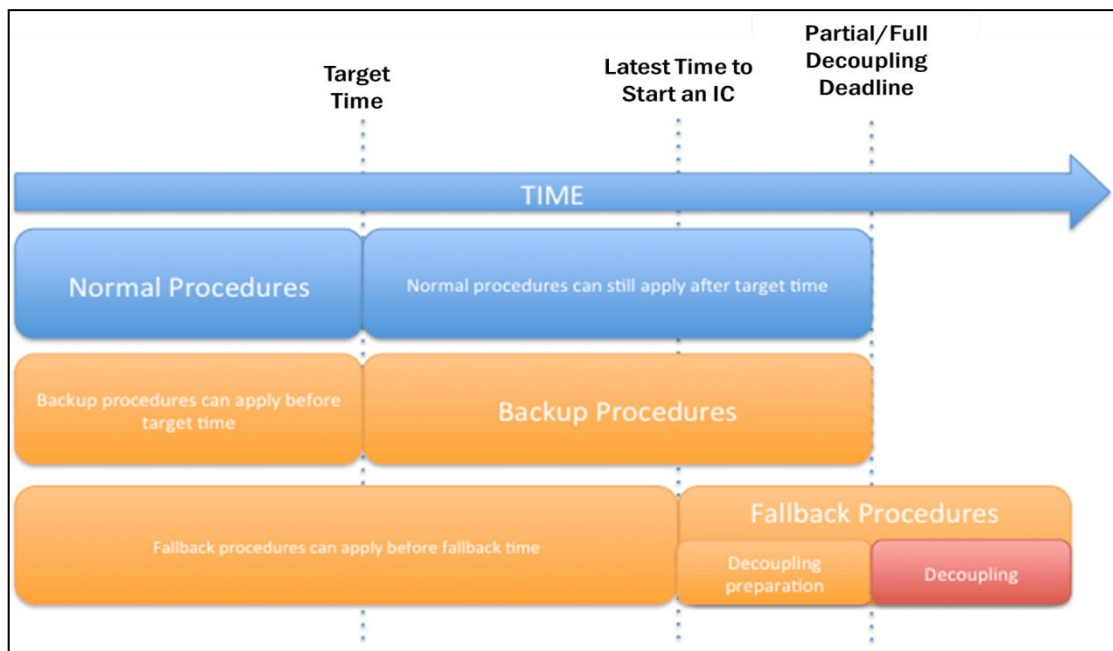 Target
Time
Latest Time to
Start an IC
Partial/Full
Decoupling
Deadline
TIME
Normal Procedures
Normal procedures can still apply after target time
Backup procedures can apply before
target time
Backup Procedures
Fallback procedures can apply before fallback time
Fallback Procedures
Decoupling
preparation
Decoupling